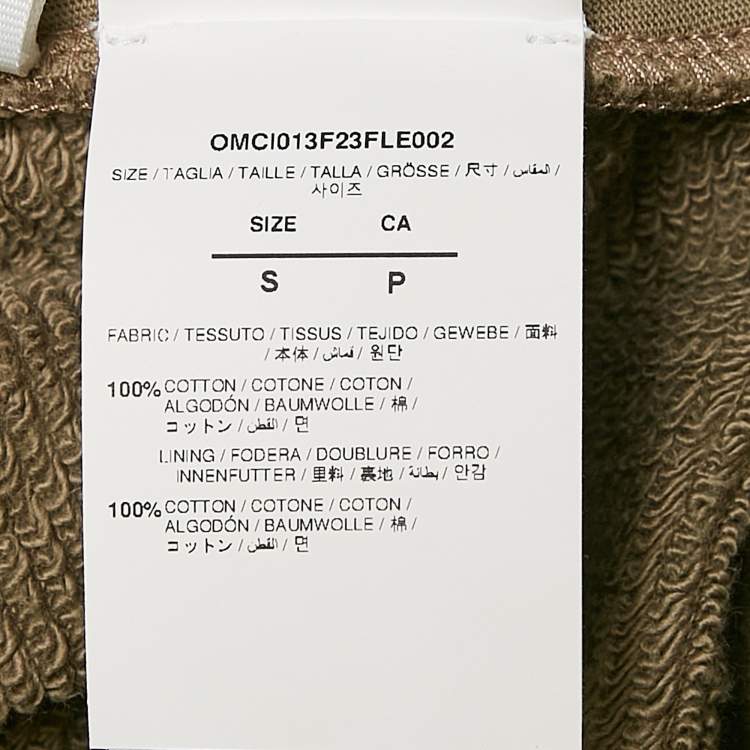 OMCI013F23FLE002
SIZE / TAGLIA / TAILLE / TALLA / GRÖSSE / 尺寸 / المقاس /
사이즈
SIZE CA
S P
FABRIC / TESSUTO / TISSUS / TEJIDO / GEWEBE / 面料
/ 本体 / قماش / 원단
100% COTTON / COTONE / COTON /
ALGODÓN / BAUMWOLLE / 棉 /
コットン / القطن / 면
LINING / FODERA / DOUBLURE / FORRO /
INNENFUTTER / 里料 / 裏地 / بطانة / 안감
100% COTTON / COTONE / COTON /
ALGODÓN / BAUMWOLLE / 棉 /
コットン / القطن / 면